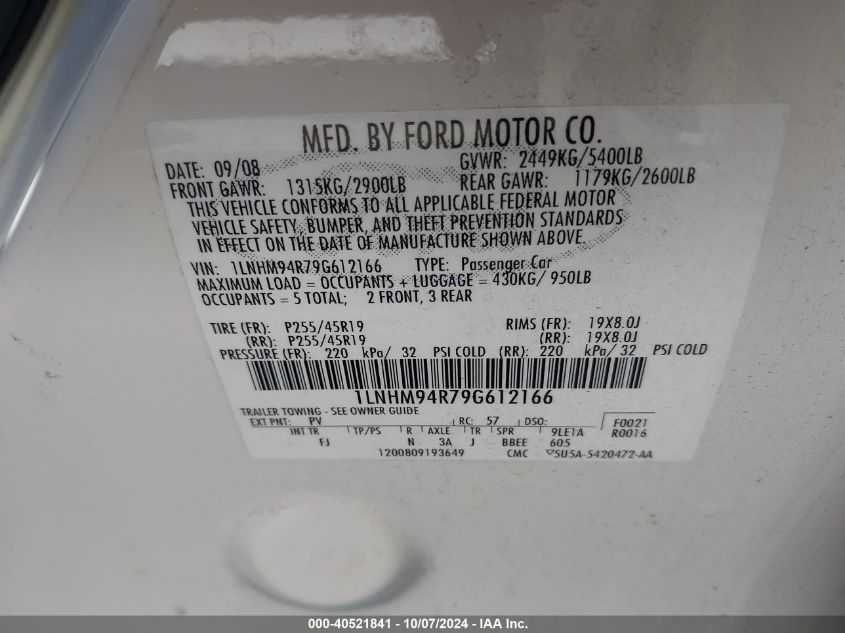 MFD. BY FORD MOTOR CO.
DATE: 09/08 GVWR: 2449KG/5400LB
FRONT GAWR: 1315KG/2900LB REAR GAWR: 1179KG/2600LB
THIS VEHICLE CONFORMS TO ALL APPLICABLE FEDERAL MOTOR
VEHICLE SAFETY, BUMPER, AND THEFT PREVENTION STANDARDS
IN EFFECT ON THE DATE OF MANUFACTURE SHOWN ABOVE.
VIN: 1LNHM94R79G612166 TYPE: Passenger Car
MAXIMUM LOAD = OCCUPANTS + LUGGAGE = 430KG/ 950LB
OCCUPANTS = 5 TOTAL; 2 FRONT, 3 REAR
TIRE (FR): P255/45R19 RIMS (FR): 19X8.0J
(RR): P255/45R19 (RR): 19X8.0J
PRESSURE (FR): 220 kPa/ 32 PSI COLD (RR): 220 kPa/ 32 PSI COLD
1LNHM94R79G612166
TRAILER TOWING - SEE OWNER GUIDE
EXT PNT: PV RC: 57 DSO: F0021
INT TR TP/PS R AXLE TR SPR 9LE1A R0016
FJ N 3A J BBEE 605
1200809193649 CMC 5U5A-5420472-AA
000-40521841 - 10/07/2024 - IAA Inc.